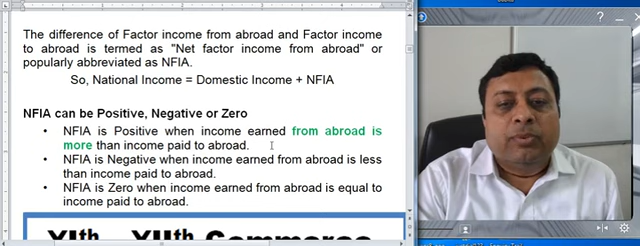 The difference of Factor income from abroad and Factor income
to abroad is termed as "Net factor income from abroad" or
popularly abbreviated as NFIA.
So, National Income = Domestic Income + NFIA
NFIA can be Positive, Negative or Zero
• NFIA is Positive when income earned from abroad is
more than income paid to abroad.
• NFIA is Negative when income earned from abroad is less
than income paid to abroad.
• NFIA is Zero when income earned from abroad is equal to
income paid to abroad.
XIth XIIth Commerce